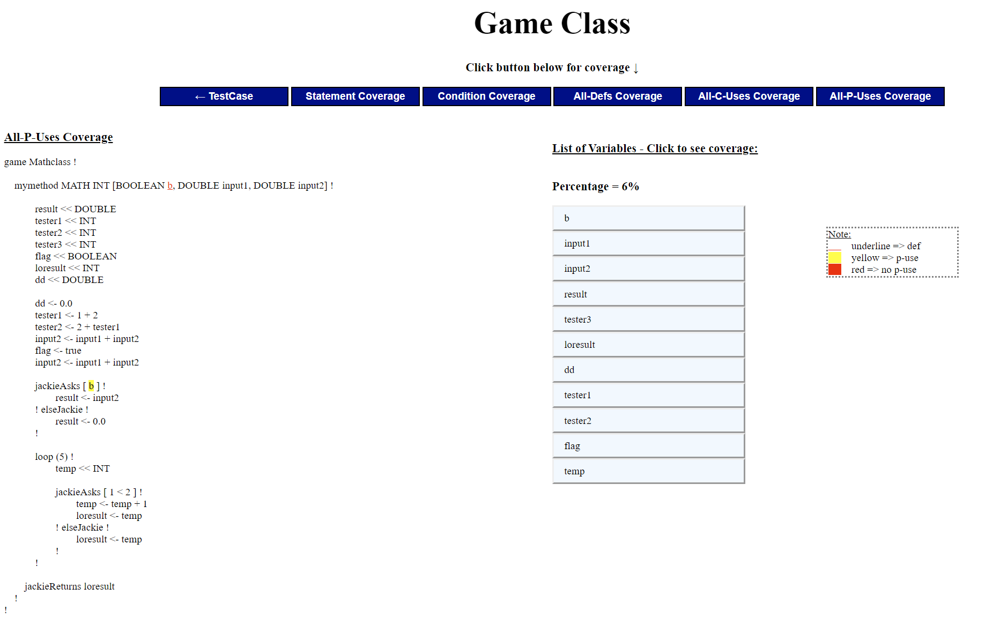 Game Class
Click button below for coverage ↓
← TestCase
Statement Coverage
Condition Coverage
All-Defs Coverage
All-C-Uses Coverage
All-P-Uses Coverage
All-P-Uses Coverage
game Mathclass !
mymethod MATH INT [BOOLEAN b, DOUBLE input1, DOUBLE input2] !
result << DOUBLE
tester1 << INT
tester2 << INT
tester3 << INT
flag << BOOLEAN
loresult << INT
dd << DOUBLE
dd <- 0.0
tester1 <- 1 + 2
tester2 <- 2 + tester1
input2 <- input1 + input2
flag <- true
input2 <- input1 + input2
jackieAsks [ b ] !
result <- input2
! elseJackie !
result <- 0.0
!
loop (5) !
temp << INT
jackieAsks [ 1 < 2 ] !
temp <- temp + 1
loresult <- temp
! elseJackie !
loresult <- temp
!
!
jackieReturns loresult
!
!
List of Variables - Click to see coverage:
Percentage = 6%
b
input1
input2
result
tester3
loresult
dd
tester1
tester2
flag
temp
Note:
underline => def
yellow => p-use
red => no p-use